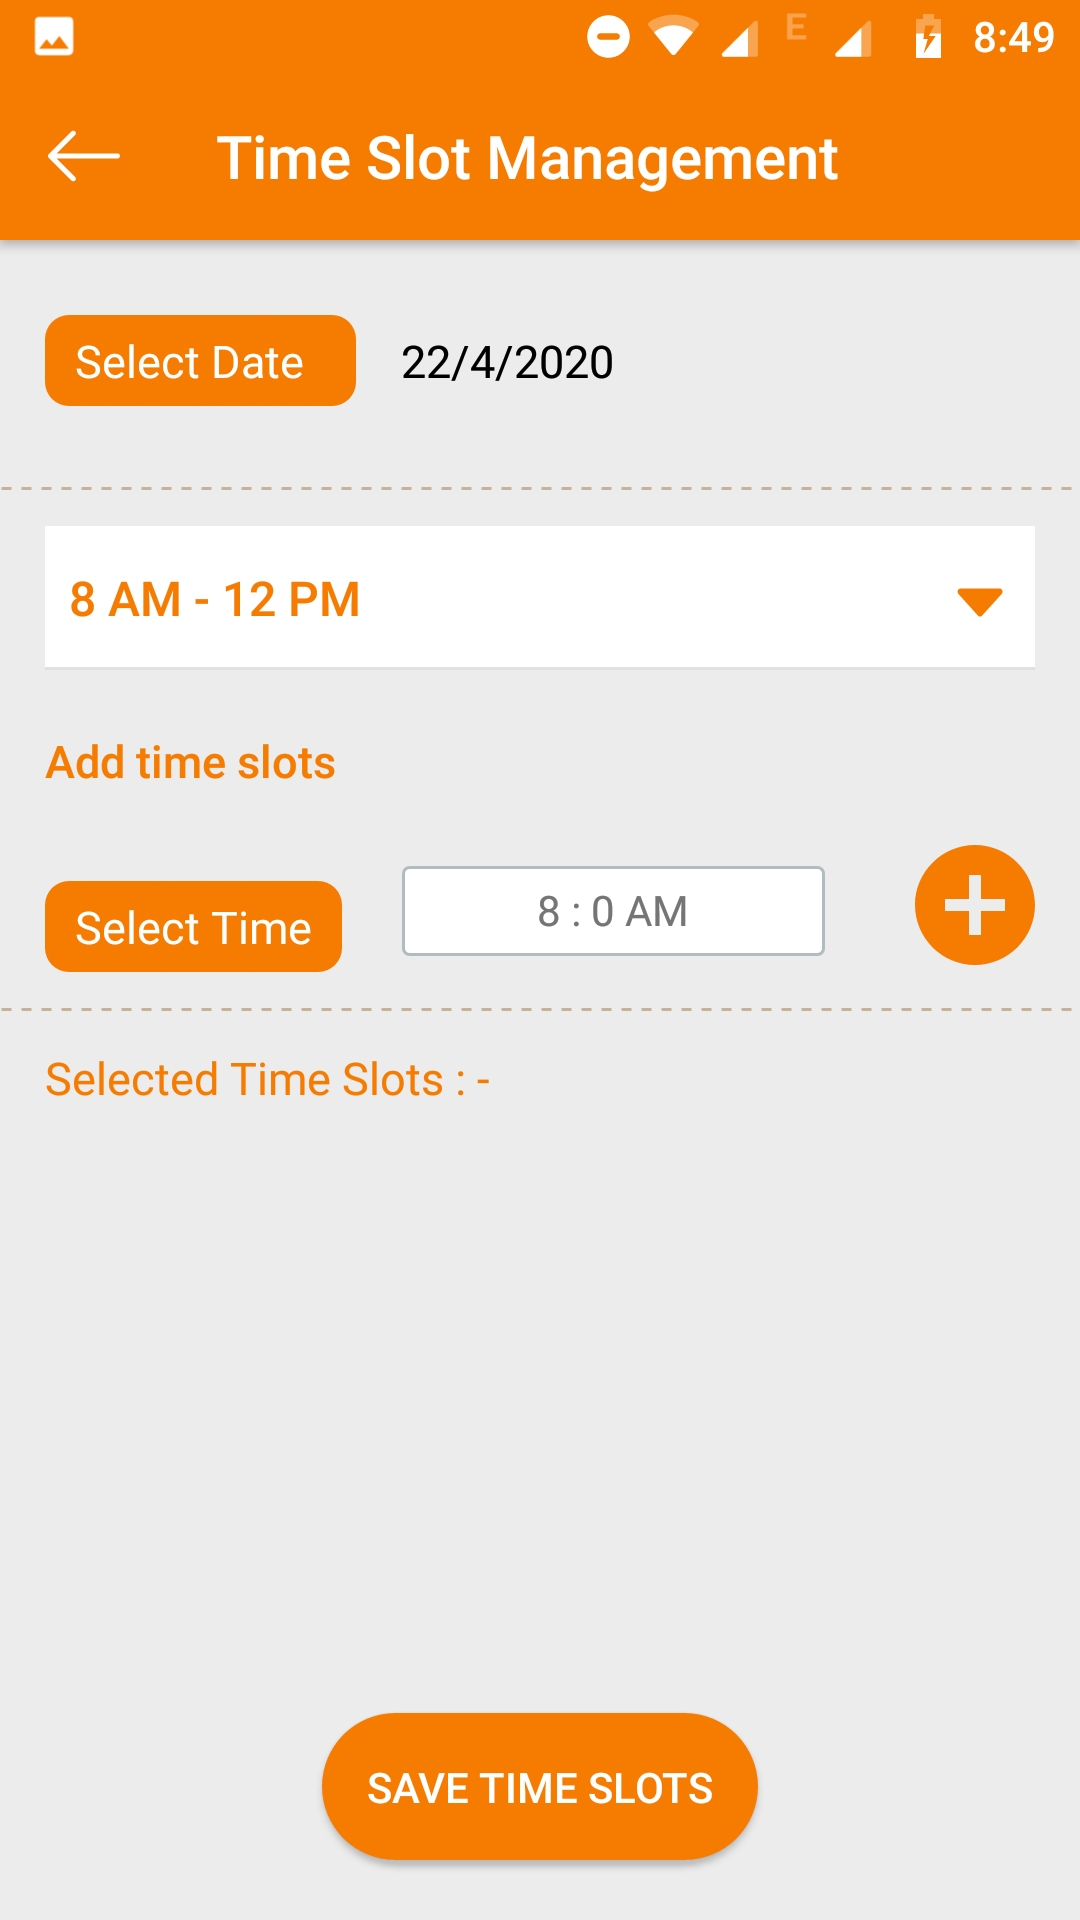 E 8:49
Time Slot Management
Select Date 22/4/2020
8 AM - 12 PM
Add time slots
Select Time 8 : 0 AM
Selected Time Slots : -
SAVE TIME SLOTS